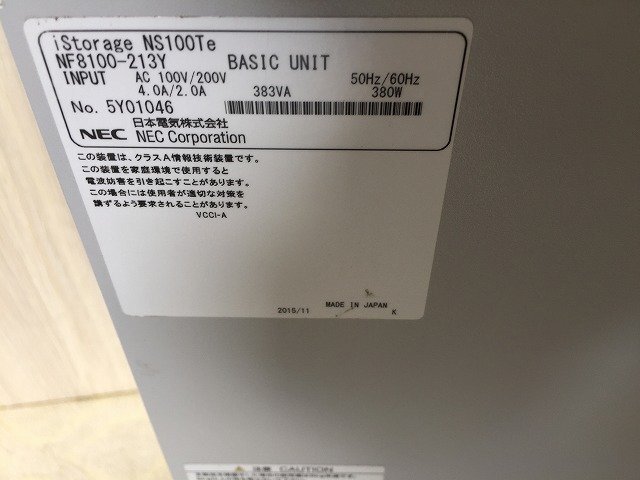 iStorage NS100Te
NF8100-213Y BASIC UNIT
INPUT AC 100V/200V 50Hz/60Hz
4.0A/2.0A 383VA 380W
No. 5Y01046
日本電気株式会社
NEC NEC Corporation
この装置は、クラスA情報技術装置です。
この装置を家庭環境で使用すると
電波妨害を引き起こすことがあります。
この場合には使用者が適切な対策を
講ずるよう要求されることがあります。
VCCI-A
MADE IN JAPAN
2015/11 K
注意 CAUTION